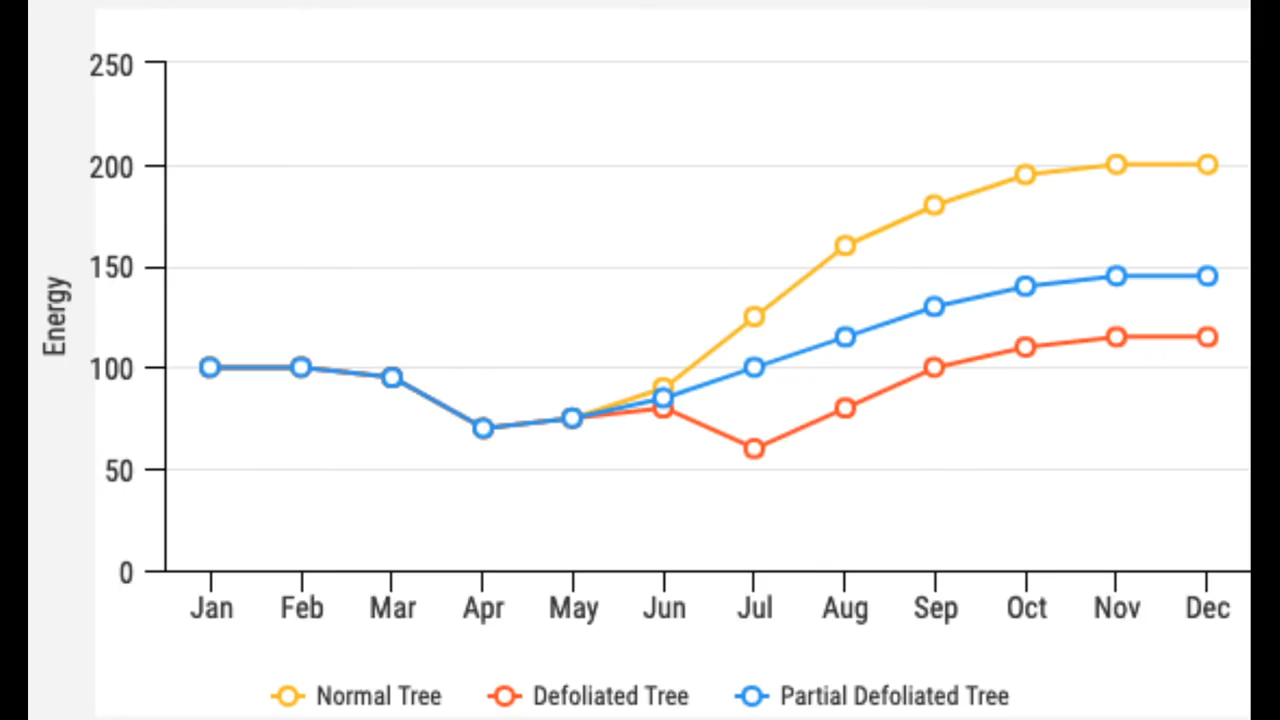 250
200
150
100
50
0
Energy
Jan Feb Mar Apr May Jun Jul Aug Sep Oct Nov Dec
Normal Tree Defoliated Tree Partial Defoliated Tree